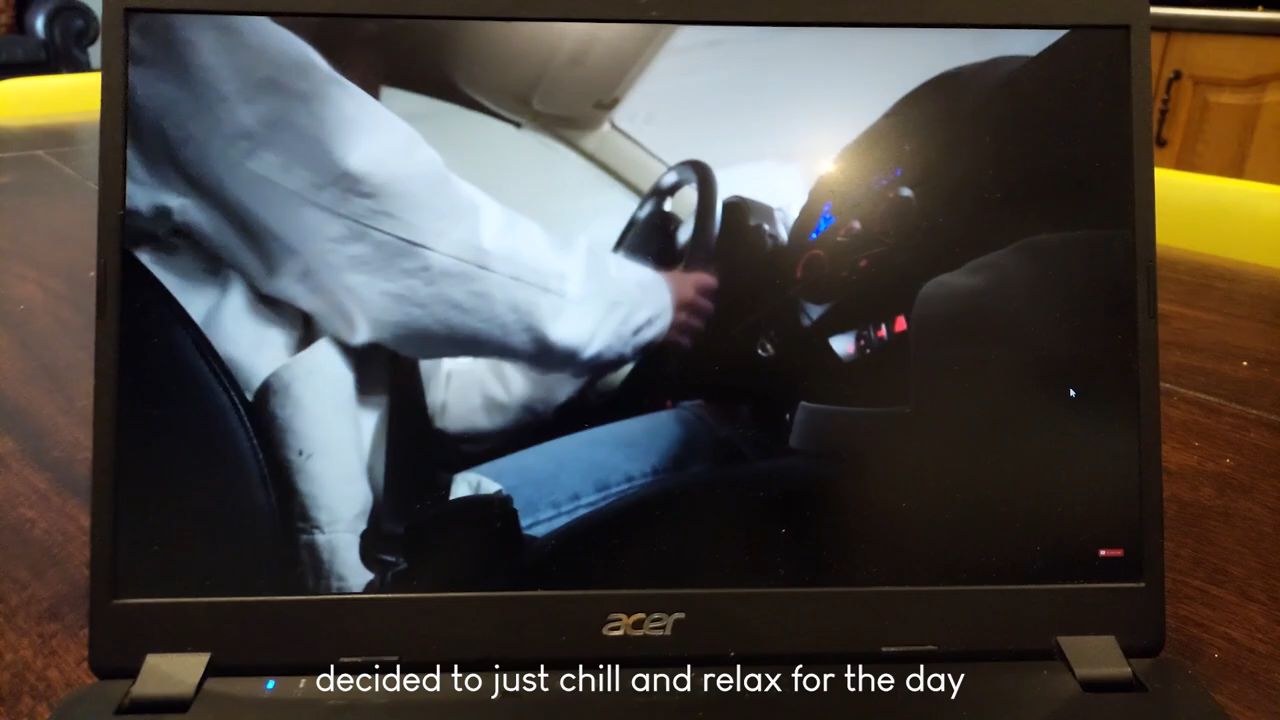 acer
decided to just chill and relax for the day